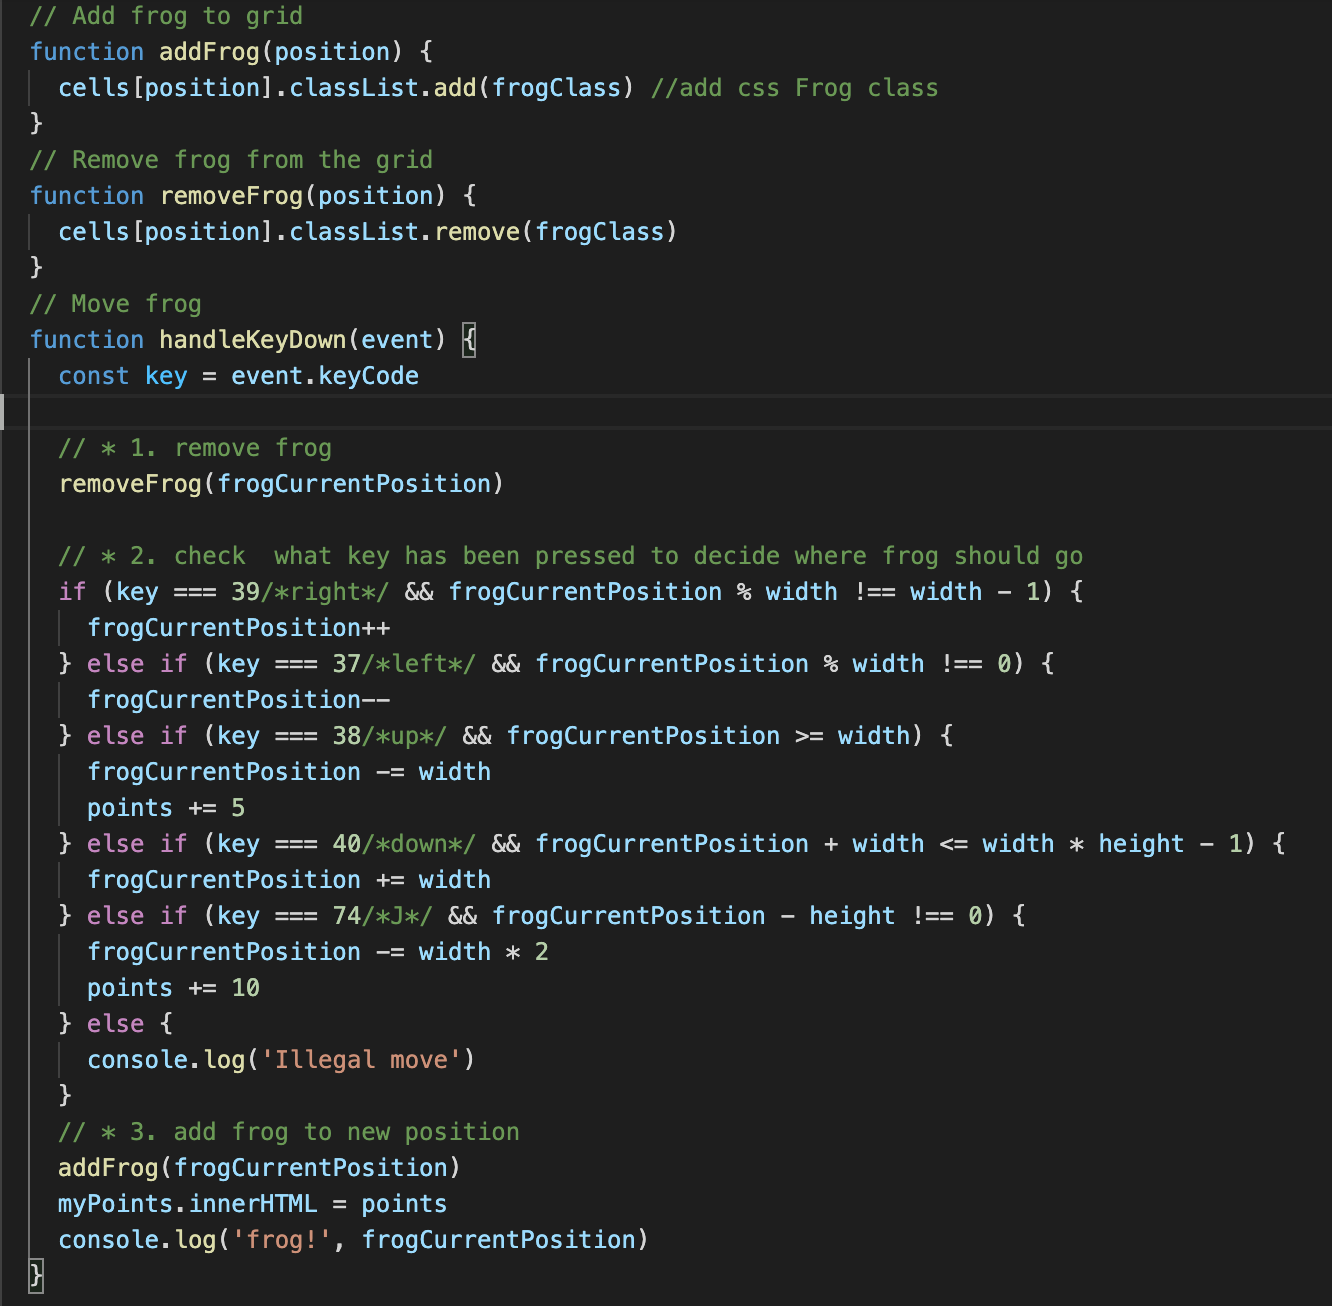 // Add frog to grid
function addFrog(position) {
  cells[position].classList.add(frogClass) //add css Frog class
}
// Remove frog from the grid
function removeFrog(position) {
  cells[position].classList.remove(frogClass)
}
// Move frog
function handleKeyDown(event) {
  const key = event.keyCode

  // * 1. remove frog
  removeFrog(frogCurrentPosition)

  // * 2. check  what key has been pressed to decide where frog should go
  if (key === 39/*right*/ && frogCurrentPosition % width !== width - 1) {
    frogCurrentPosition++
  } else if (key === 37/*left*/ && frogCurrentPosition % width !== 0) {
    frogCurrentPosition--
  } else if (key === 38/*up*/ && frogCurrentPosition >= width) {
    frogCurrentPosition -= width
    points += 5
  } else if (key === 40/*down*/ && frogCurrentPosition + width <= width * height - 1) {
    frogCurrentPosition += width
  } else if (key === 74/*J*/ && frogCurrentPosition - height !== 0) {
    frogCurrentPosition -= width * 2
    points += 10
  } else {
    console.log('Illegal move')
  }
  // * 3. add frog to new position
  addFrog(frogCurrentPosition)
  myPoints.innerHTML = points
  console.log('frog!', frogCurrentPosition)
}